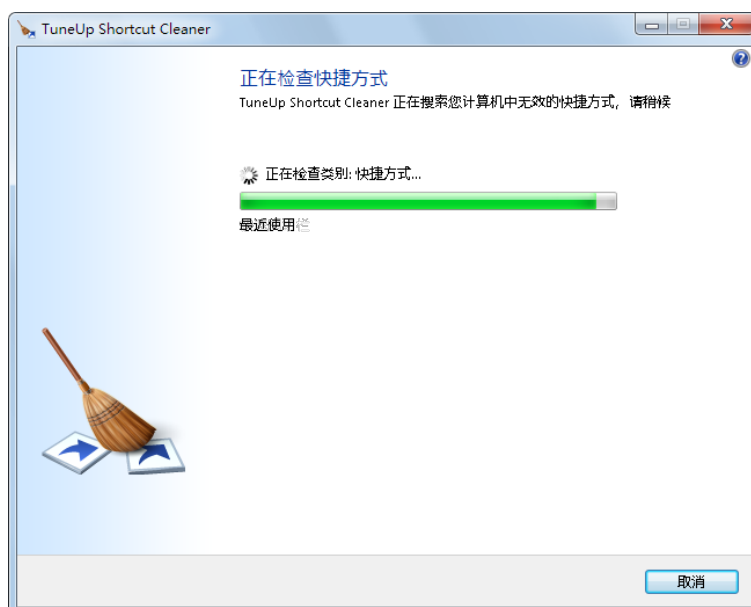 TuneUp Shortcut Cleaner
正在检查快捷方式
TuneUp Shortcut Cleaner 正在搜索您计算机中无效的快捷方式，请稍候
正在检查类别: 快捷方式...
最近使用栏
取消